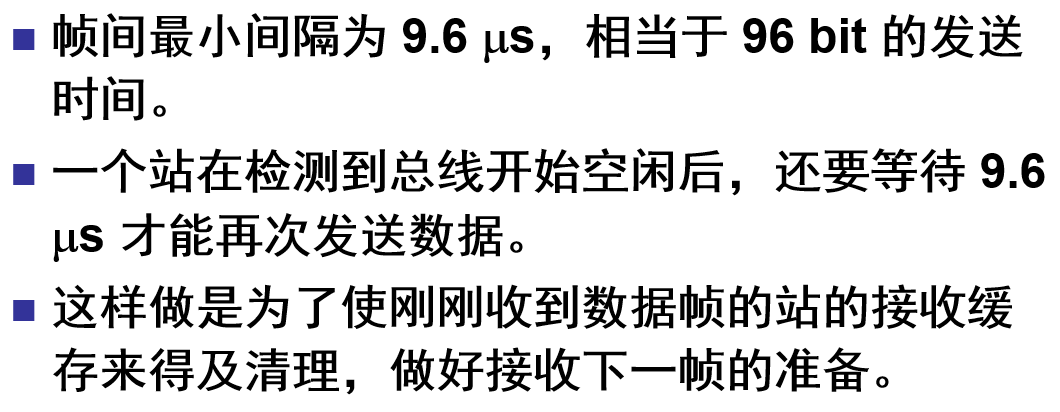 ■ 帧间最小间隔为 9.6 μs，相当于 96 bit 的发送
时间。
■ 一个站在检测到总线开始空闲后，还要等待 9.6
μs 才能再次发送数据。
■ 这样做是为了使刚刚收到数据帧的站的接收缓
存来得及清理，做好接收下一帧的准备。